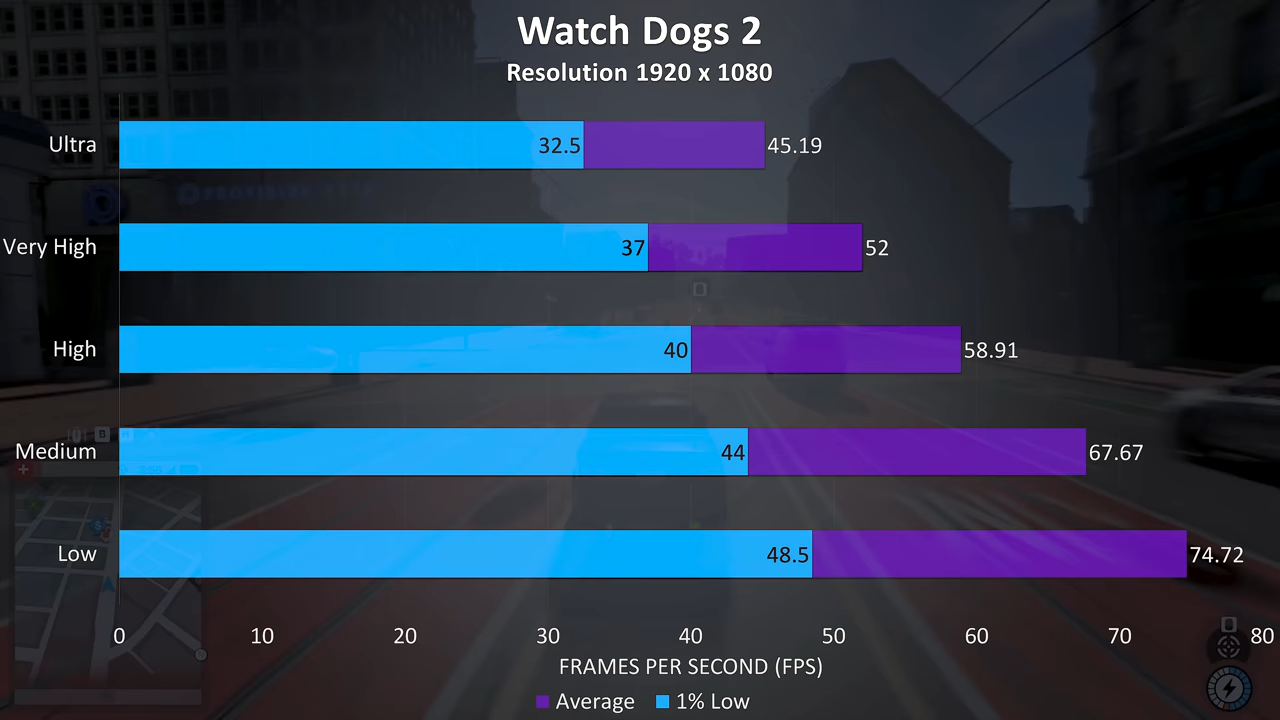 Watch Dogs 2
Resolution 1920 x 1080
Ultra 32.5 45.19
Very High 37 52
High 40 58.91
Medium 44 67.67
Low 48.5 74.72
0 10 20 30 40 50 60 70 80
FRAMES PER SECOND (FPS)
Average 1% Low